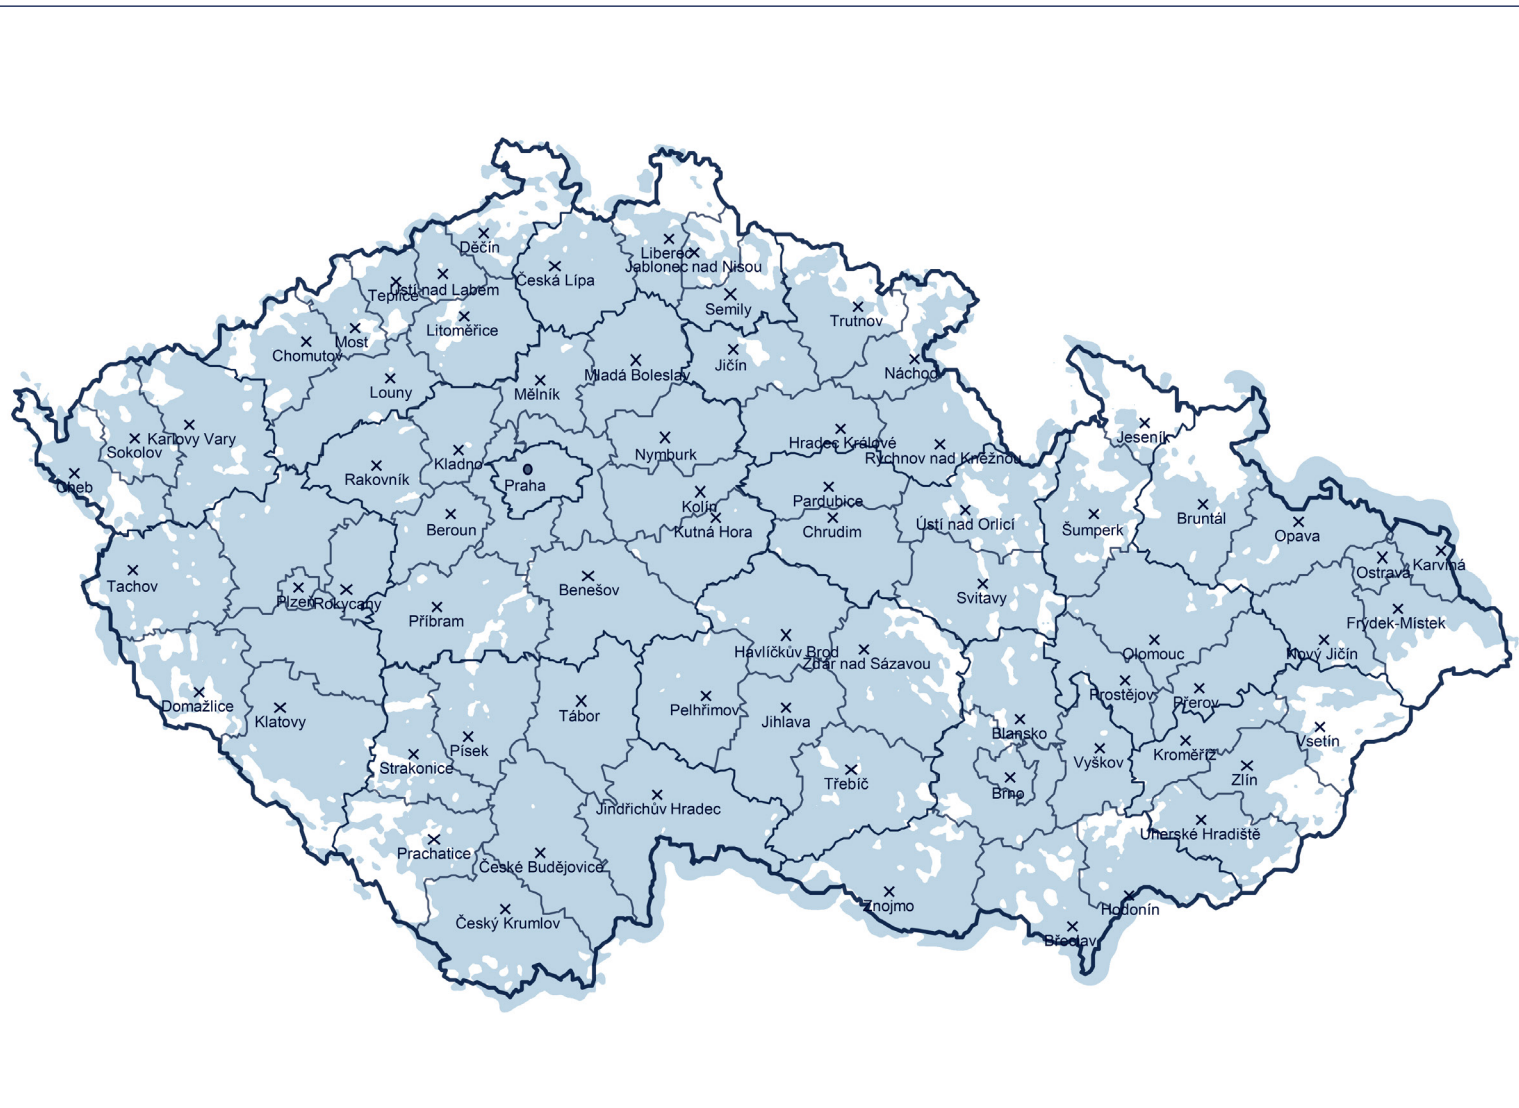 Děčín
Liberec
Jablonec nad Nisou
Česká Lípa
Ústí nad Labem
Teplice
Semily
Trutnov
Litoměřice
Most
Chomutov
Jičín
Náchod
Mladá Boleslav
Louny
Mělník
Jeseník
Karlovy Vary
Sokolov
Hradec Králové
Nymburk
Rychnov nad Kněžnou
Kladno
Rakovník
Praha
Cheb
Pardubice
Kolín
Bruntál
Ústí nad Orlicí
Beroun
Šumperk
Kutná Hora
Chrudim
Opava
Karviná
Ostrava
Tachov
Benešov
Svitavy
Plzeň
Rokycany
Příbram
Frýdek-Místek
Havlíčkův Brod
Olomouc
Nový Jičín
Žďár nad Sázavou
Prostějov
Přerov
Domažlice
Pelhřimov
Tábor
Klatovy
Jihlava
Blansko
Vsetín
Písek
Kroměříž
Vyškov
Strakonice
Zlín
Třebíč
Brno
Jindřichův Hradec
Uherské Hradiště
Prachatice
České Budějovice
Znojmo
Hodonín
Český Krumlov
Břeclav